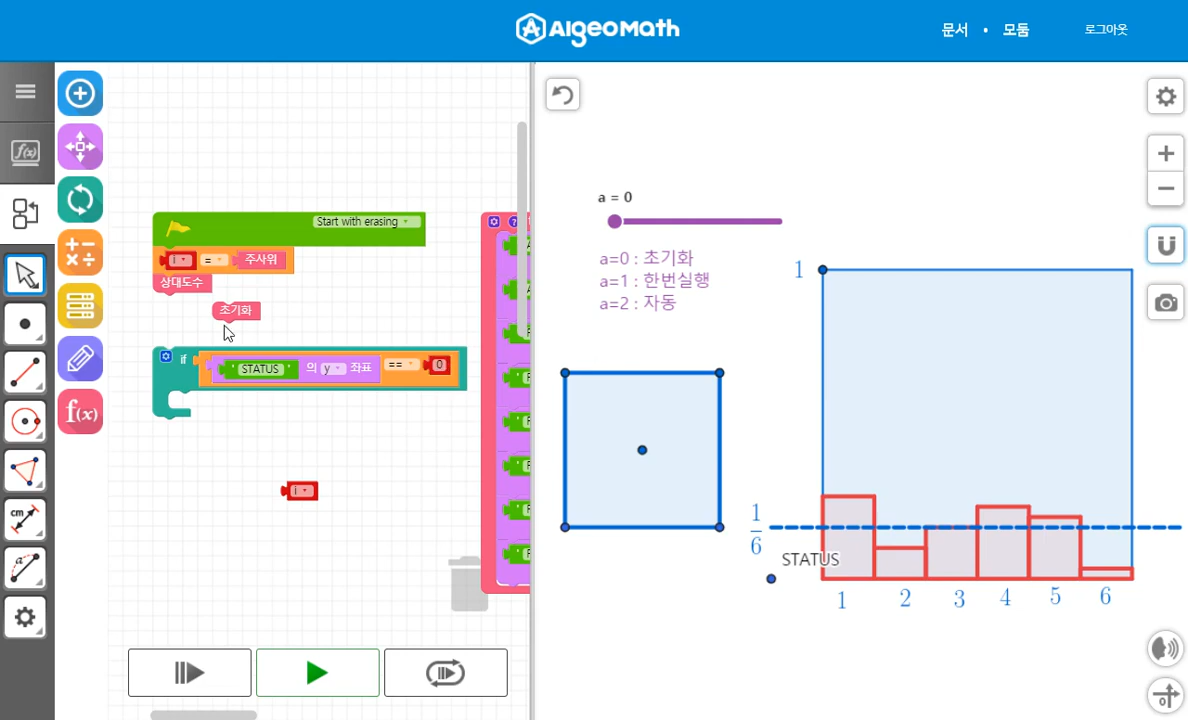 AlgeoMath
문서 • 모둠
로그아웃
f(x)
Start with erasing
i = 주사위
상대도수
초기화
if ' STATUS ' 의 y 좌표 == 0
i
f(x)
cm
a
a = 0
a=0 : 초기화
a=1 : 한번실행
a=2 : 자동
1
1/6
STATUS
1 2 3 4 5 6